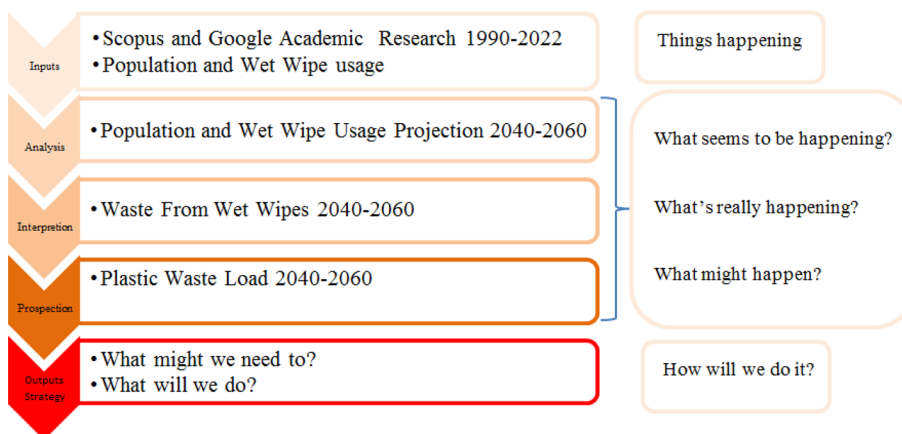 Inputs
• Scopus and Google Academic Research 1990-2022
• Population and Wet Wipe usage
Things happening
Analysis
• Population and Wet Wipe Usage Projection 2040-2060
What seems to be happening?
Interpretion
• Waste From Wet Wipes 2040-2060
What's really happening?
Prospection
• Plastic Waste Load 2040-2060
What might happen?
Outputs
Strategy
• What might we need to?
• What will we do?
How will we do it?